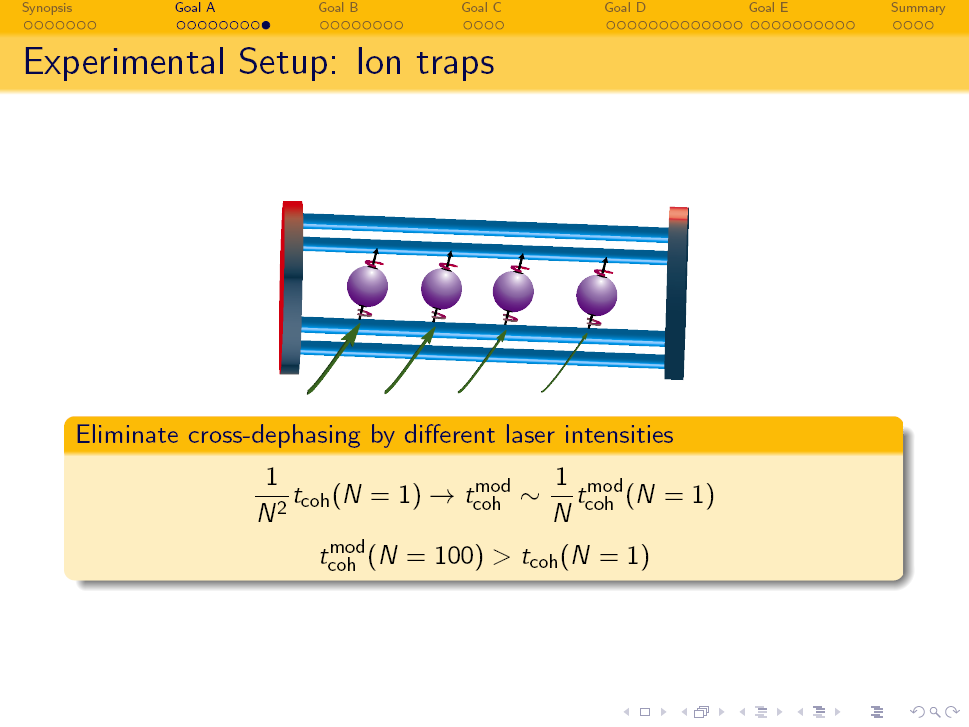 Synopsis Goal A Goal B Goal C Goal D Goal E Summary
Experimental Setup: Ion traps
Eliminate cross-dephasing by different laser intensities
1/N² t_coh(N = 1) → t_coh^mod ∼ 1/N t_coh^mod(N = 1)
t_coh^mod(N = 100) > t_coh(N = 1)